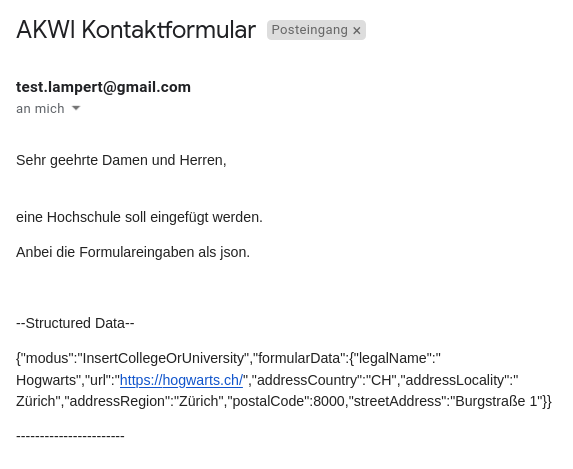 AKWI Kontaktformular Posteingang ×
test.lampert@gmail.com
an mich
Sehr geehrte Damen und Herren,
eine Hochschule soll eingefügt werden.
Anbei die Formulareingaben als json.
--Structured Data--
{"modus":"InsertCollegeOrUniversity","formularData":{"legalName":"
Hogwarts","url":"https://hogwarts.ch/","addressCountry":"CH","addressLocality":"
Zürich","addressRegion":"Zürich","postalCode":8000,"streetAddress":"Burgstraße 1"}}
-----------------------